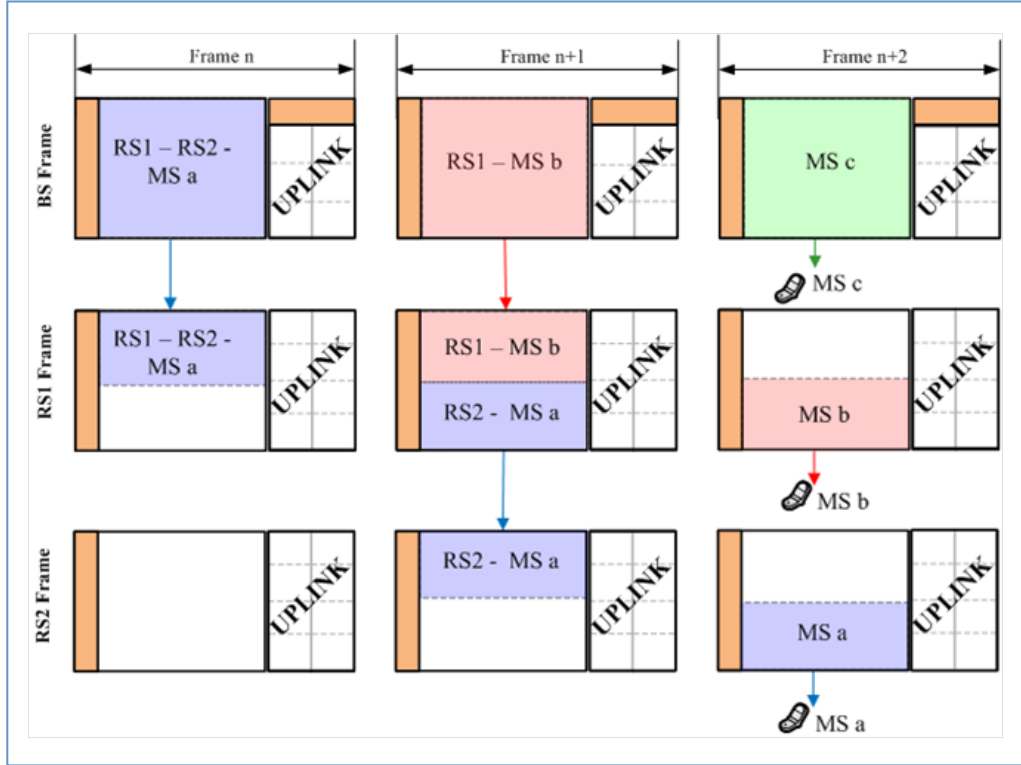 Frame n
Frame n+1
Frame n+2
BS Frame
RS1 – RS2 -
MS a
UPLINK
RS1 – MS b
UPLINK
MS c
UPLINK
MS c
RS1 Frame
RS1 – RS2 -
MS a
UPLINK
RS1 – MS b
RS2 - MS a
UPLINK
MS b
UPLINK
MS b
RS2 Frame
UPLINK
RS2 - MS a
UPLINK
MS a
UPLINK
MS a